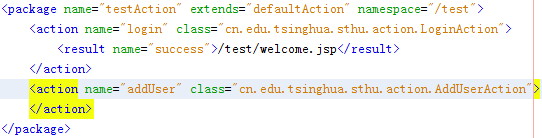 <package name="testAction" extends="defaultAction" namespace="/test">
<action name="login" class="cn.edu.tsinghua.sthu.action.LoginAction">
<result name="success">/test/welcome.jsp</result>
</action>
<action name="addUser" class="cn.edu.tsinghua.sthu.action.AddUserAction">
</action>
</package>